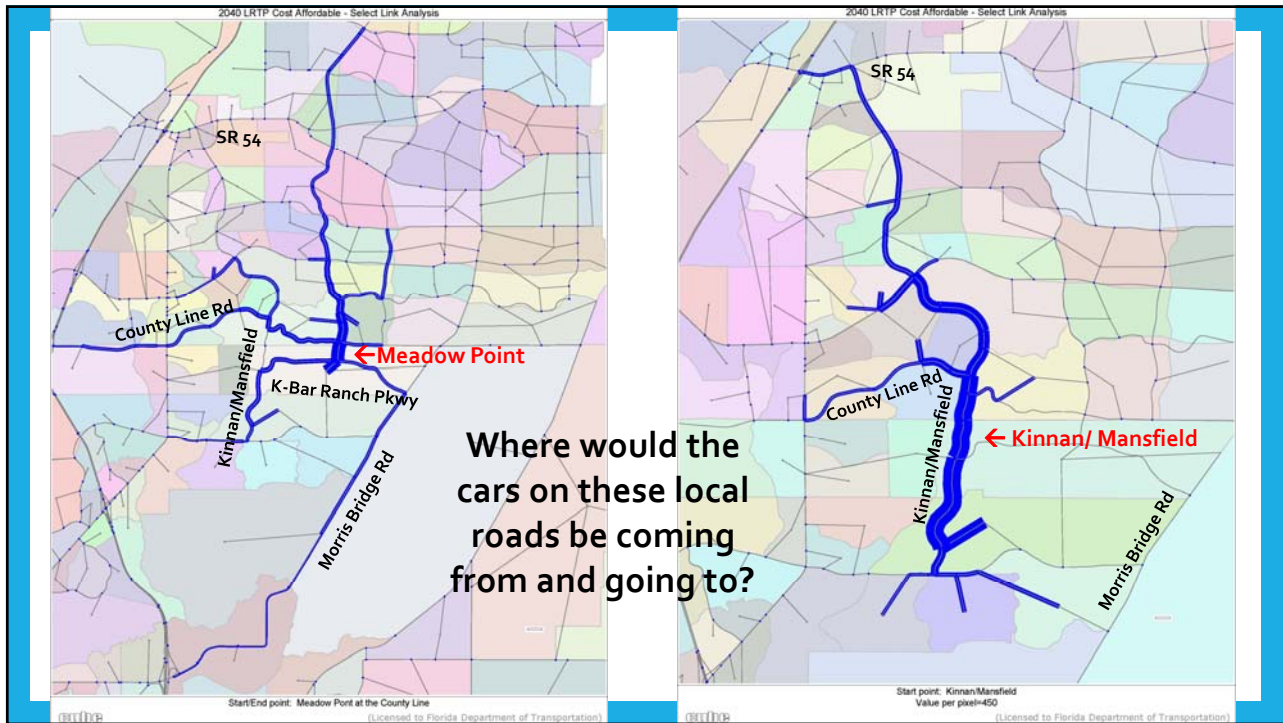 2040 LRTP Cost Affordable - Select Link Analysis
SR 54
County Line Rd
Kinnan/Mansfield
←Meadow Point
K-Bar Ranch Pkwy
Morris Bridge Rd
Start/End point: Meadow Pont at the County Line
(Licensed to Florida Department of Transportation)
Where would the
cars on these local
roads be coming
from and going to?
2040 LRTP Cost Affordable - Select Link Analysis
SR 54
County Line Rd
Kinnan/Mansfield
← Kinnan/ Mansfield
Morris Bridge Rd
Start point: Kinnan/Mansfield
Value per pixel=450
(Licensed to Florida Department of Transportation)